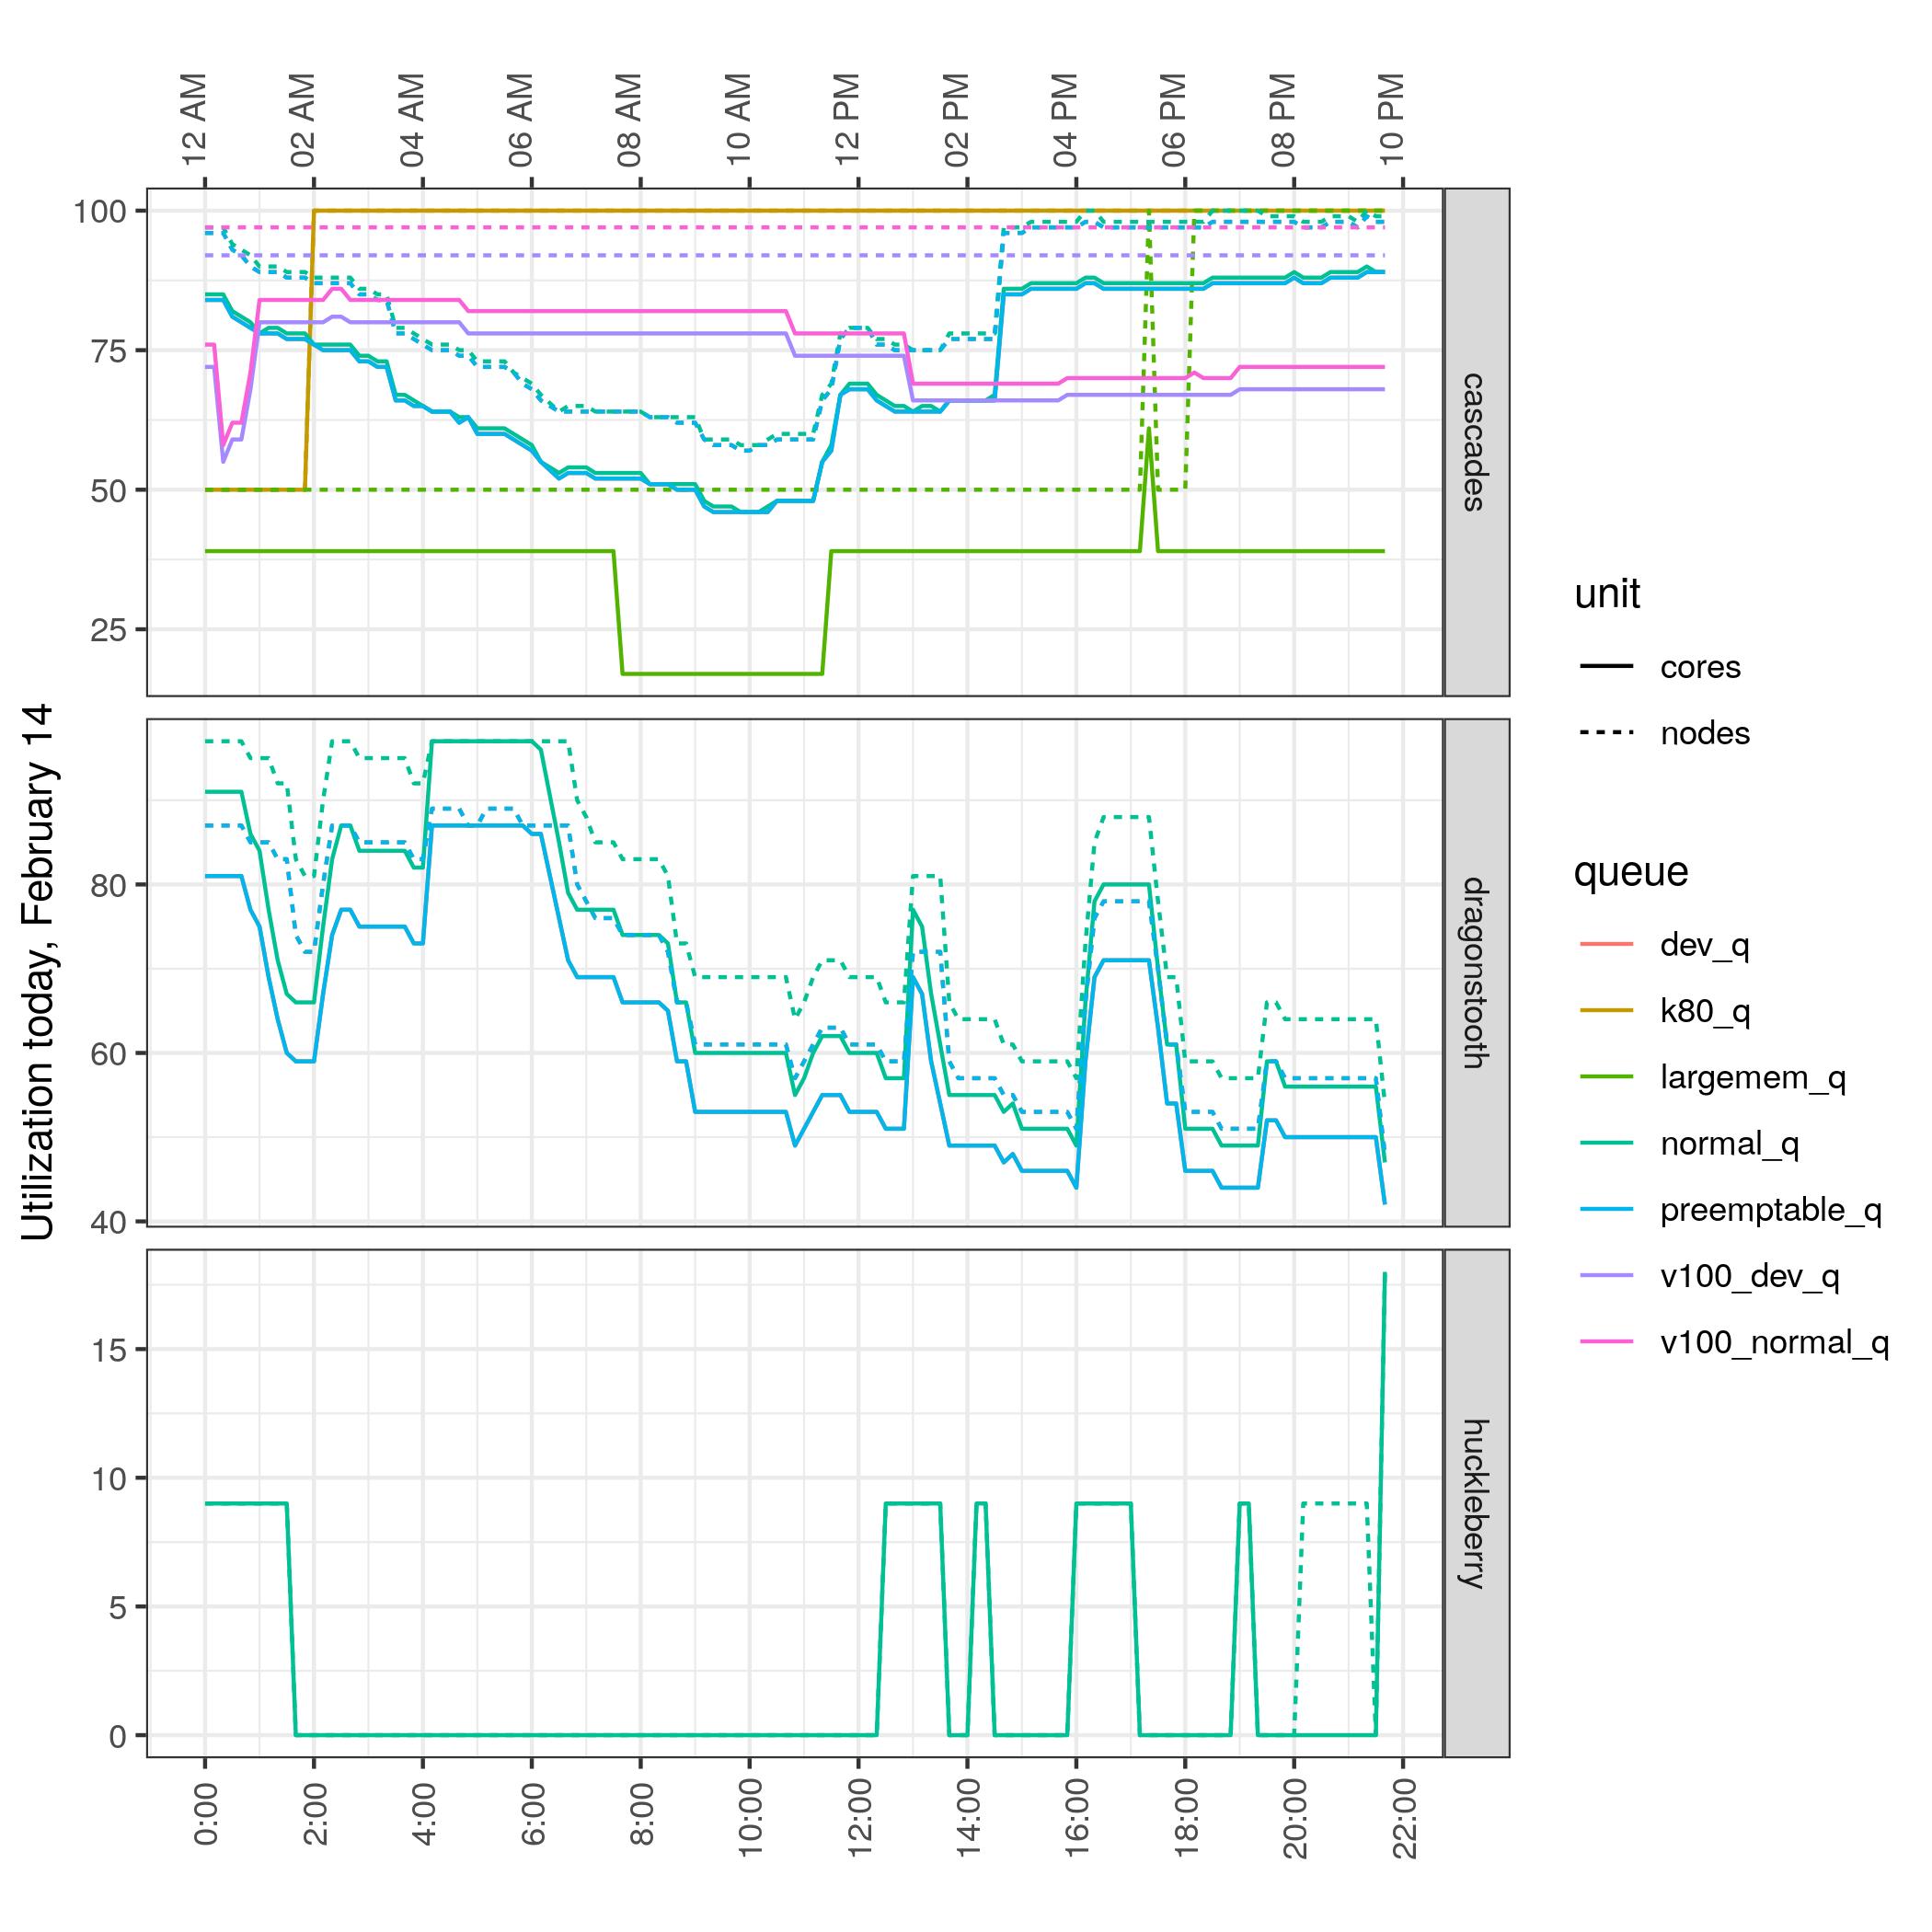 12 AM
02 AM
04 AM
06 AM
08 AM
10 AM
12 PM
02 PM
04 PM
06 PM
08 PM
10 PM
Utilization today, February 14
100
75
50
25
cascades
80
60
40
dragonstooth
15
10
5
0
huckleberry
0:00
2:00
4:00
6:00
8:00
10:00
12:00
14:00
16:00
18:00
20:00
22:00
unit
cores
nodes
queue
dev_q
k80_q
largemem_q
normal_q
preemptable_q
v100_dev_q
v100_normal_q